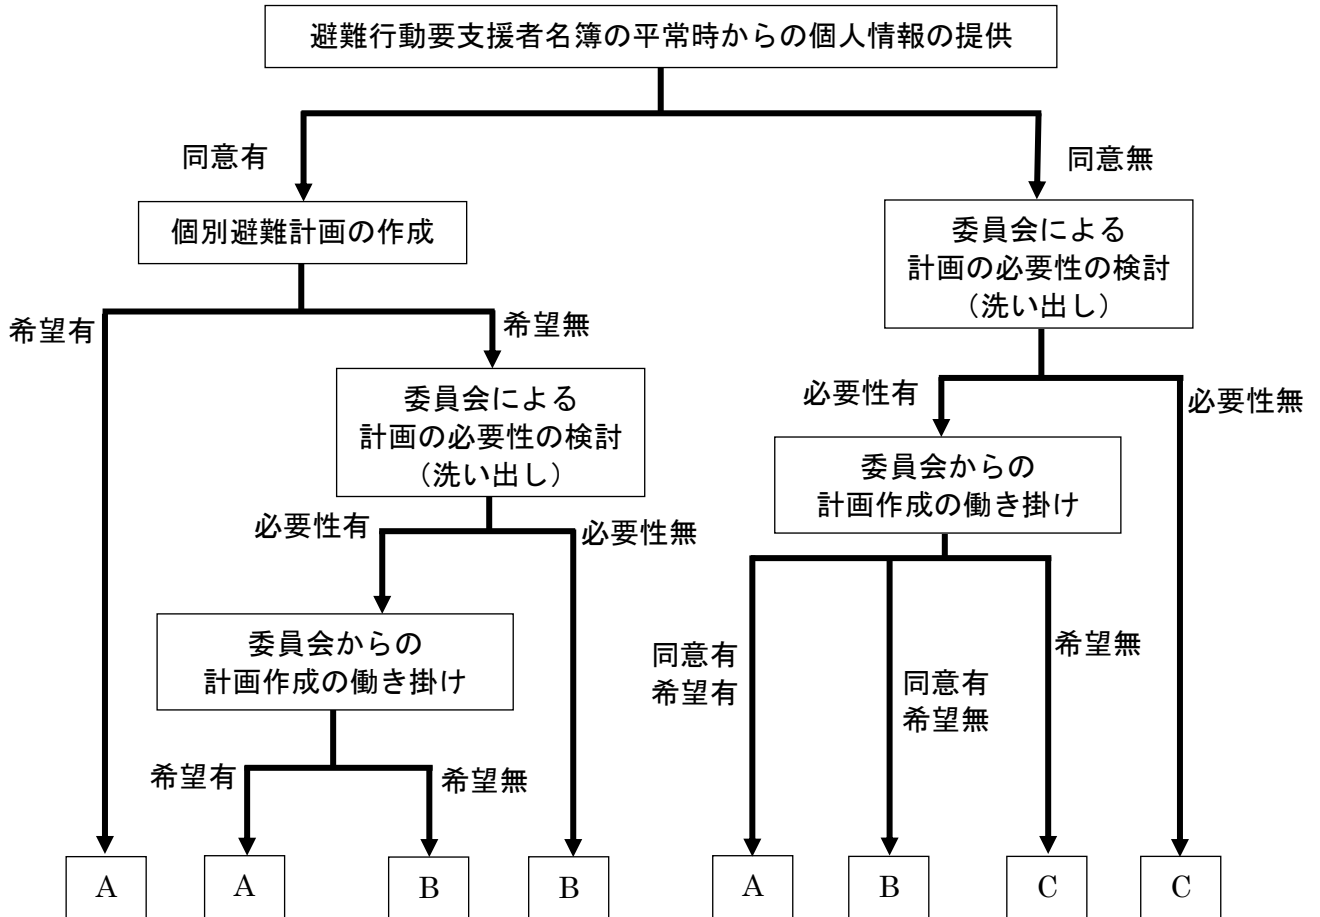 避難行動要支援者名簿の平常時からの個人情報の提供
同意有
同意無
個別避難計画の作成
委員会による
計画の必要性の検討
（洗い出し）
希望有
希望無
委員会による
計画の必要性の検討
（洗い出し）
必要性有
必要性無
委員会からの
計画作成の働き掛け
必要性有
必要性無
委員会からの
計画作成の働き掛け
同意有
希望有
同意有
希望無
希望無
希望有
希望無
A
A
B
B
A
B
C
C